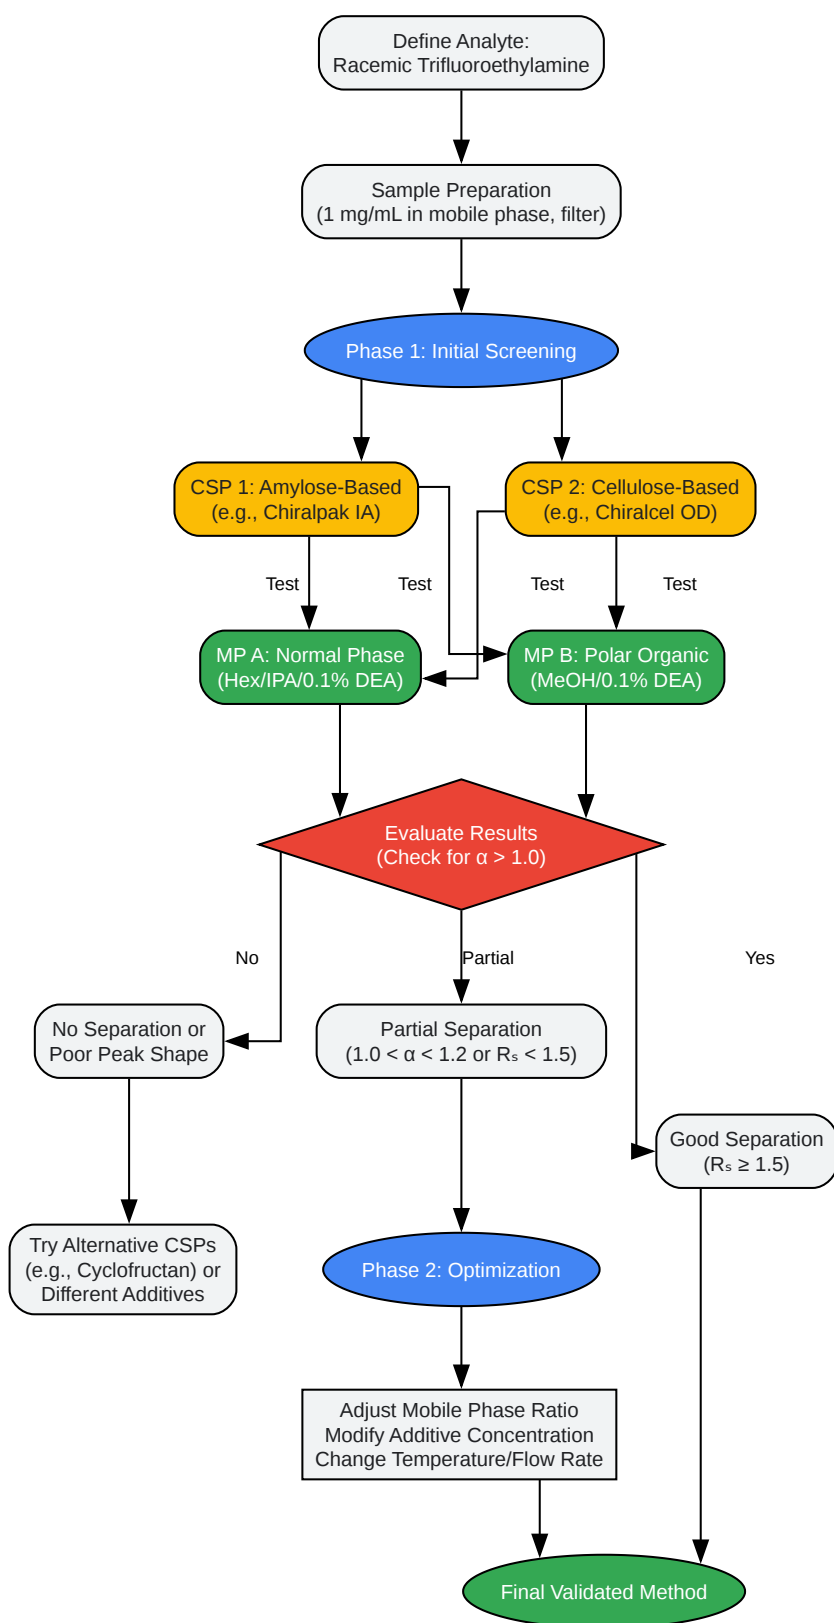 Define Analyte:
Racemic Trifluoroethylamine
Sample Preparation
(1 mg/mL in mobile phase, filter)
Phase 1: Initial Screening
CSP 1: Amylose-Based
(e.g., Chiralpak IA)
CSP 2: Cellulose-Based
(e.g., Chiralcel OD)
Test
Test
Test
Test
MP A: Normal Phase
(Hex/IPA/0.1% DEA)
MP B: Polar Organic
(MeOH/0.1% DEA)
Evaluate Results
(Check for α > 1.0)
No
Partial
Yes
No Separation or
Poor Peak Shape
Partial Separation
(1.0 < α < 1.2 or Rₛ < 1.5)
Good Separation
(Rₛ ≥ 1.5)
Try Alternative CSPs
(e.g., Cyclofructan) or
Different Additives
Phase 2: Optimization
Adjust Mobile Phase Ratio
Modify Additive Concentration
Change Temperature/Flow Rate
Final Validated Method